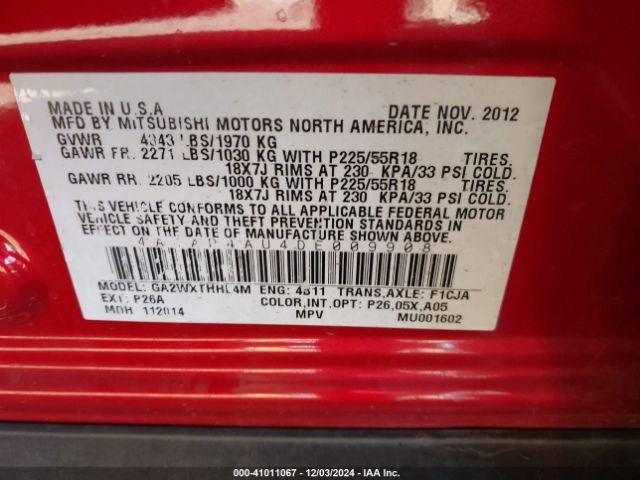 MADE IN U.S.A DATE NOV. 2012
MFD BY MITSUBISHI MOTORS NORTH AMERICA, INC.
GVWR 4343 LBS/1970 KG
GAWR FR. 2271 LBS/1030 KG WITH P225/55R18 TIRES.
18X7J RIMS AT 230 KPA/33 PSI COLD.
GAWR RR. 2205 LBS/1000 KG WITH P225/55R18 TIRES.
18X7J RIMS AT 230 KPA/33 PSI COLD.
THIS VEHICLE CONFORMS TO ALL APPLICABLE FEDERAL MOTOR
VEHICLE SAFETY AND THEFT PREVENTION STANDARDS IN
EFFECT ON THE DATE OF MANUFACTURE SHOWN ABOVE.
MODEL: ENG: 4B11 TRANS,AXLE: F1CJA
EXT: P26A COLOR,INT,OPT: P26,05X,A05
MDH 112014 MPV MU001602
YY-41011067 - 12/03/2024 - IAA Inc.